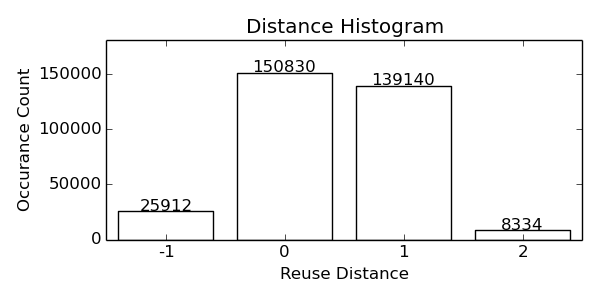 Distance Histogram
Occurance Count
150000
100000
50000
0
25912
150830
139140
8334
-1 0 1 2
Reuse Distance